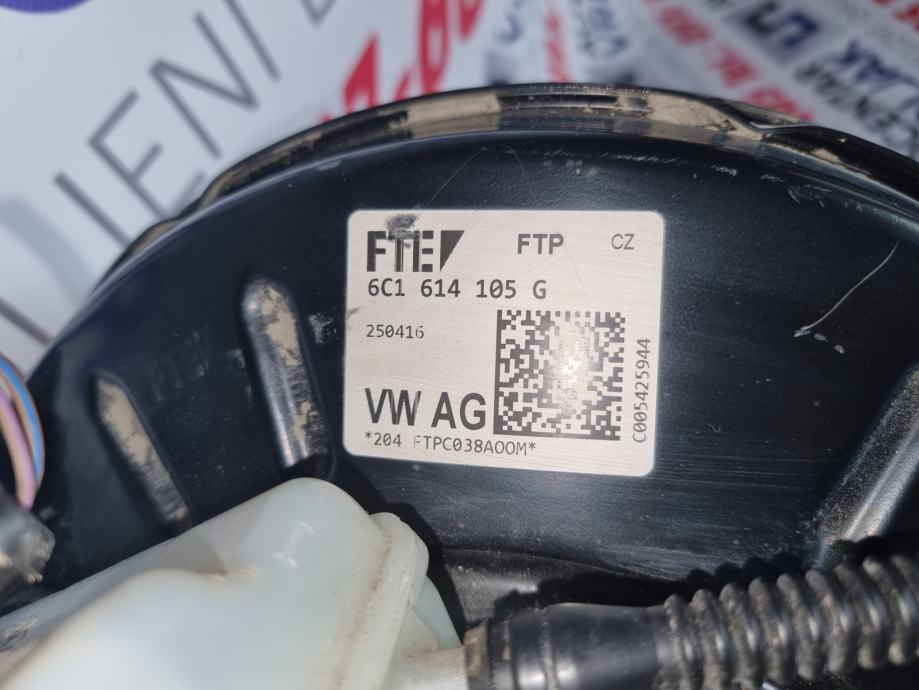 FTE FTP CZ
6C1 614 105 G
250416
C005425944
VW AG
*204 FTPC038A00M*